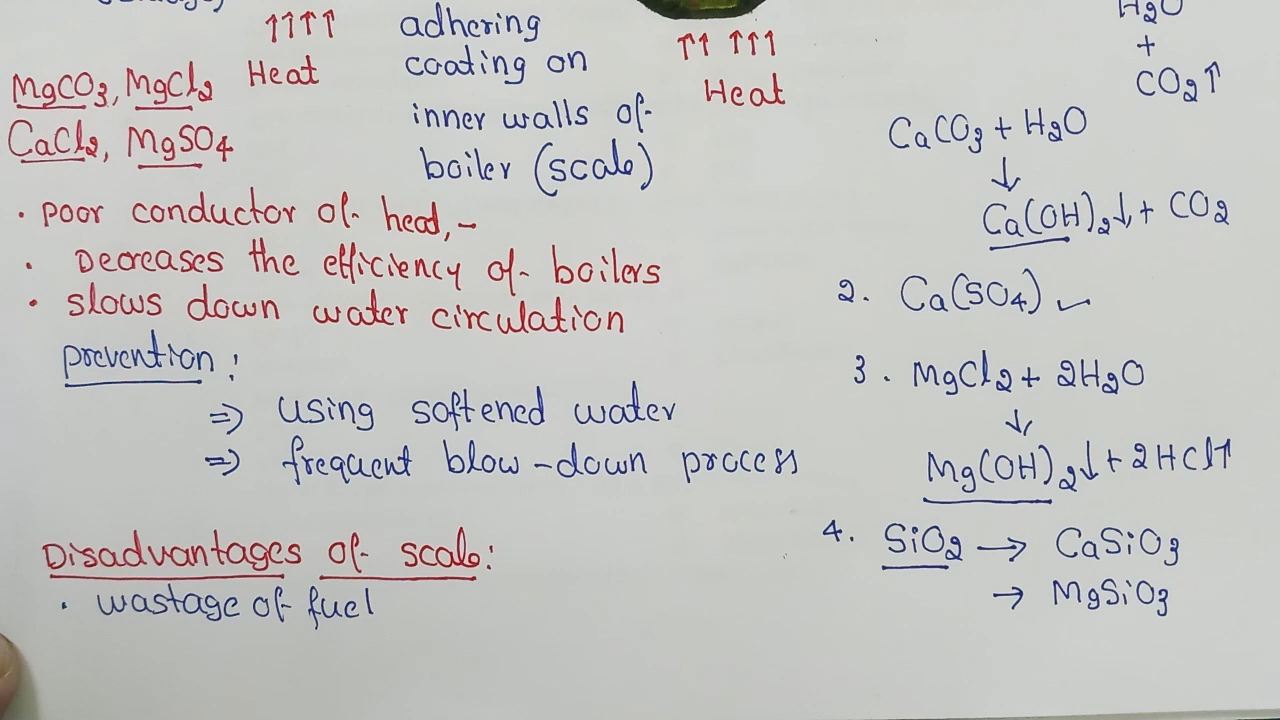 ↑↑↑↑
Heat
MgCO3, MgCl2
CaCl2, MgSO4
adhering
coating on
inner walls of
boiler (scale)
↑↑ ↑↑↑
Heat
• poor conductor of head,-
• Decreases the efficiency of boilers
• slows down water circulation
prevention:
⇒ using softened water
⇒ frequent blow-down process
Disadvantages of scale:
• wastage of fuel
H2O
+
CO2↑
CaCO3 + H2O
↓
Ca(OH)2↓ + CO2
2. Ca(SO4) ✓
3. MgCl2 + 2H2O
↓
Mg(OH)2↓ + 2HCl↑
4. SiO2 → CaSiO3
→ MgSiO3